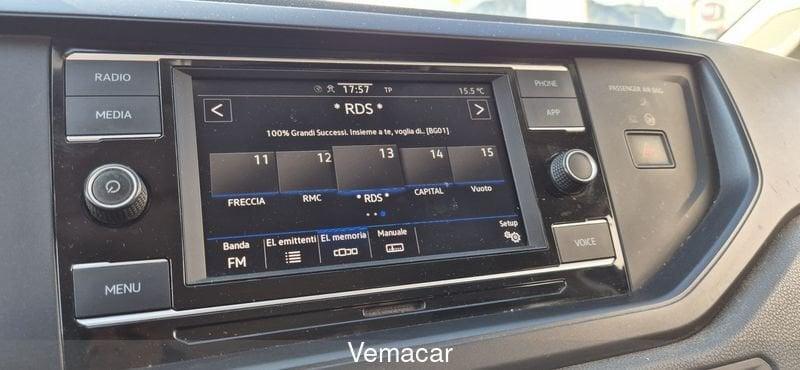 RADIO
MEDIA
MENU
17:57 TP 15.5 °C
< * RDS * >
100% Grandi Successi. Insieme a te, voglia di.. [BG01]
11 12 13 14 15
FRECCIA RMC * RDS * CAPITAL Vuoto
Banda El. emittenti El. memoria Manuale Setup
FM
PHONE
APP
VOICE
PASSENGER AIR BAG
Vemacar